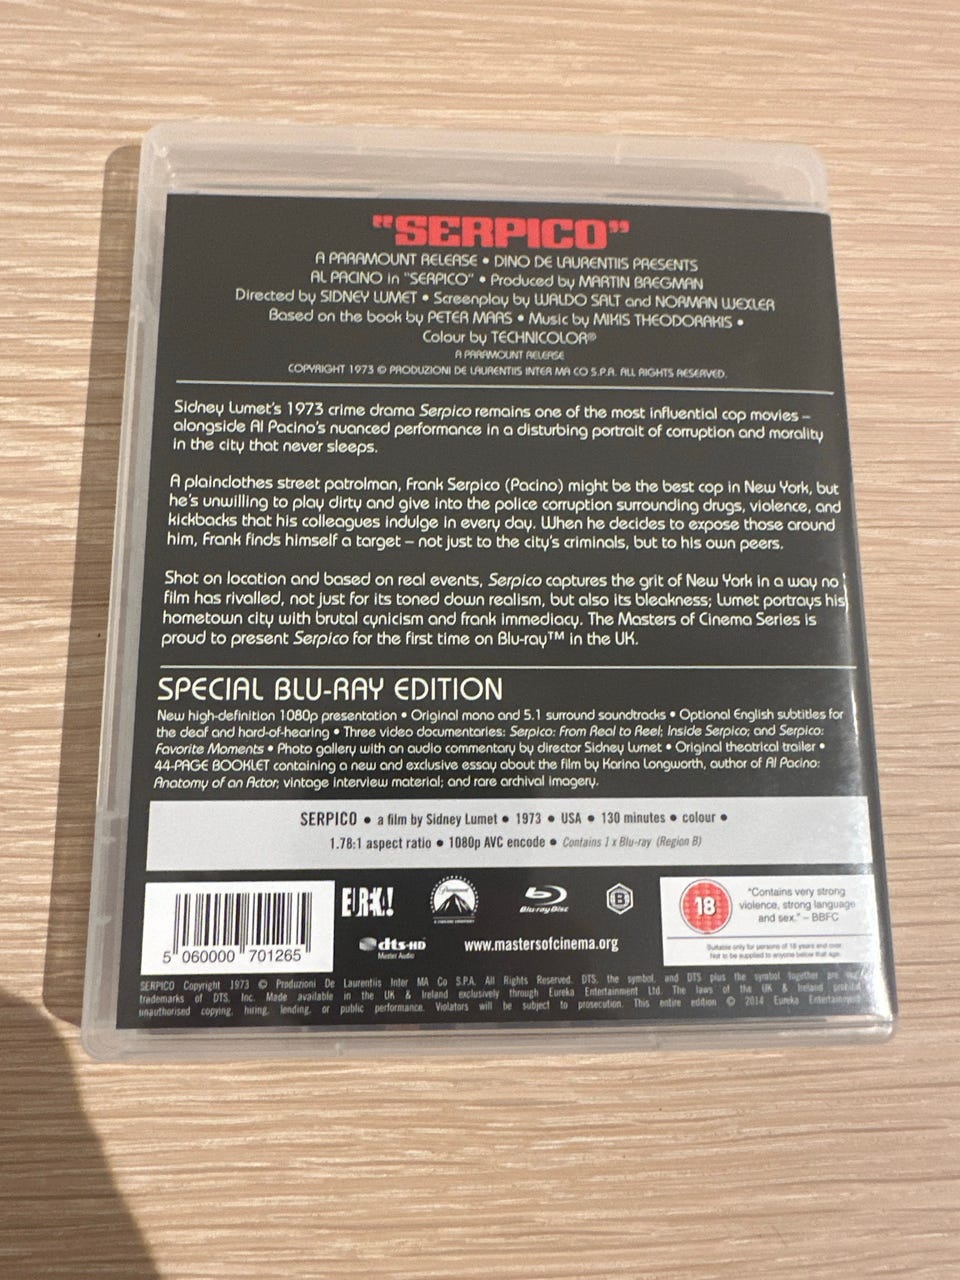 "SERPICO"
A PARAMOUNT RELEASE • DINO DE LAURENTIIS PRESENTS
AL PACINO in "SERPICO" • Produced by MARTIN BREGMAN
Directed by SIDNEY LUMET • Screenplay by WALDO SALT and NORMAN WEXLER
Based on the book by PETER MAAS • Music by MIKIS THEODORAKIS •
Colour by TECHNICOLOR®
A PARAMOUNT RELEASE
COPYRIGHT 1973 © PRODUZIONI DE LAURENTIIS INTER MA CO S.P.A. ALL RIGHTS RESERVED.
Sidney Lumet's 1973 crime drama Serpico remains one of the most influential cop movies –
alongside Al Pacino's nuanced performance in a disturbing portrait of corruption and morality
in the city that never sleeps.
A plainclothes street patrolman, Frank Serpico (Pacino) might be the best cop in New York, but
he's unwilling to play dirty and give into the police corruption surrounding drugs, violence, and
kickbacks that his colleagues indulge in every day. When he decides to expose those around
him, Frank finds himself a target – not just to the city's criminals, but to his own peers.
Shot on location and based on real events, Serpico captures the grit of New York in a way no
film has rivalled, not just for its toned down realism, but also its bleakness; Lumet portrays his
hometown city with brutal cynicism and frank immediacy. The Masters of Cinema Series is
proud to present Serpico for the first time on Blu-ray™ in the UK.
SPECIAL BLU-RAY EDITION
New high-definition 1080p presentation • Original mono and 5.1 surround soundtracks • Optional English subtitles for
the deaf and hard-of-hearing • Three video documentaries: Serpico: From Real to Reel; Inside Serpico; and Serpico:
Favorite Moments • Photo gallery with an audio commentary by director Sidney Lumet • Original theatrical trailer •
44-PAGE BOOKLET containing a new and exclusive essay about the film by Karina Longworth, author of Al Pacino:
Anatomy of an Actor; vintage interview material; and rare archival imagery.
SERPICO • a film by Sidney Lumet • 1973 • USA • 130 minutes • colour •
1.78:1 aspect ratio • 1080p AVC encode • Contains 1 x Blu-ray (Region B)
5 060000 701265
EUREKA!
Paramount
Blu-ray Disc
B
18
"Contains very strong
violence, strong language
and sex." – BBFC
Suitable only for persons of 18 years and over
Not to be supplied to anyone below that age
dts-HD
Master Audio
www.mastersofcinema.org
SERPICO Copyright 1973 © Produzioni De Laurentiis Inter MA Co S.P.A. All Rights Reserved. DTS, the symbol, and DTS plus the symbol together are
trademarks of DTS, Inc. Made available in the UK & Ireland exclusively through Eureka Entertainment Ltd. The laws of the UK & Ireland prohibit
unauthorised copying, hiring, lending, or public performance. Violators will be subject to prosecution. This entire edition © 2014 Eureka Entertainment